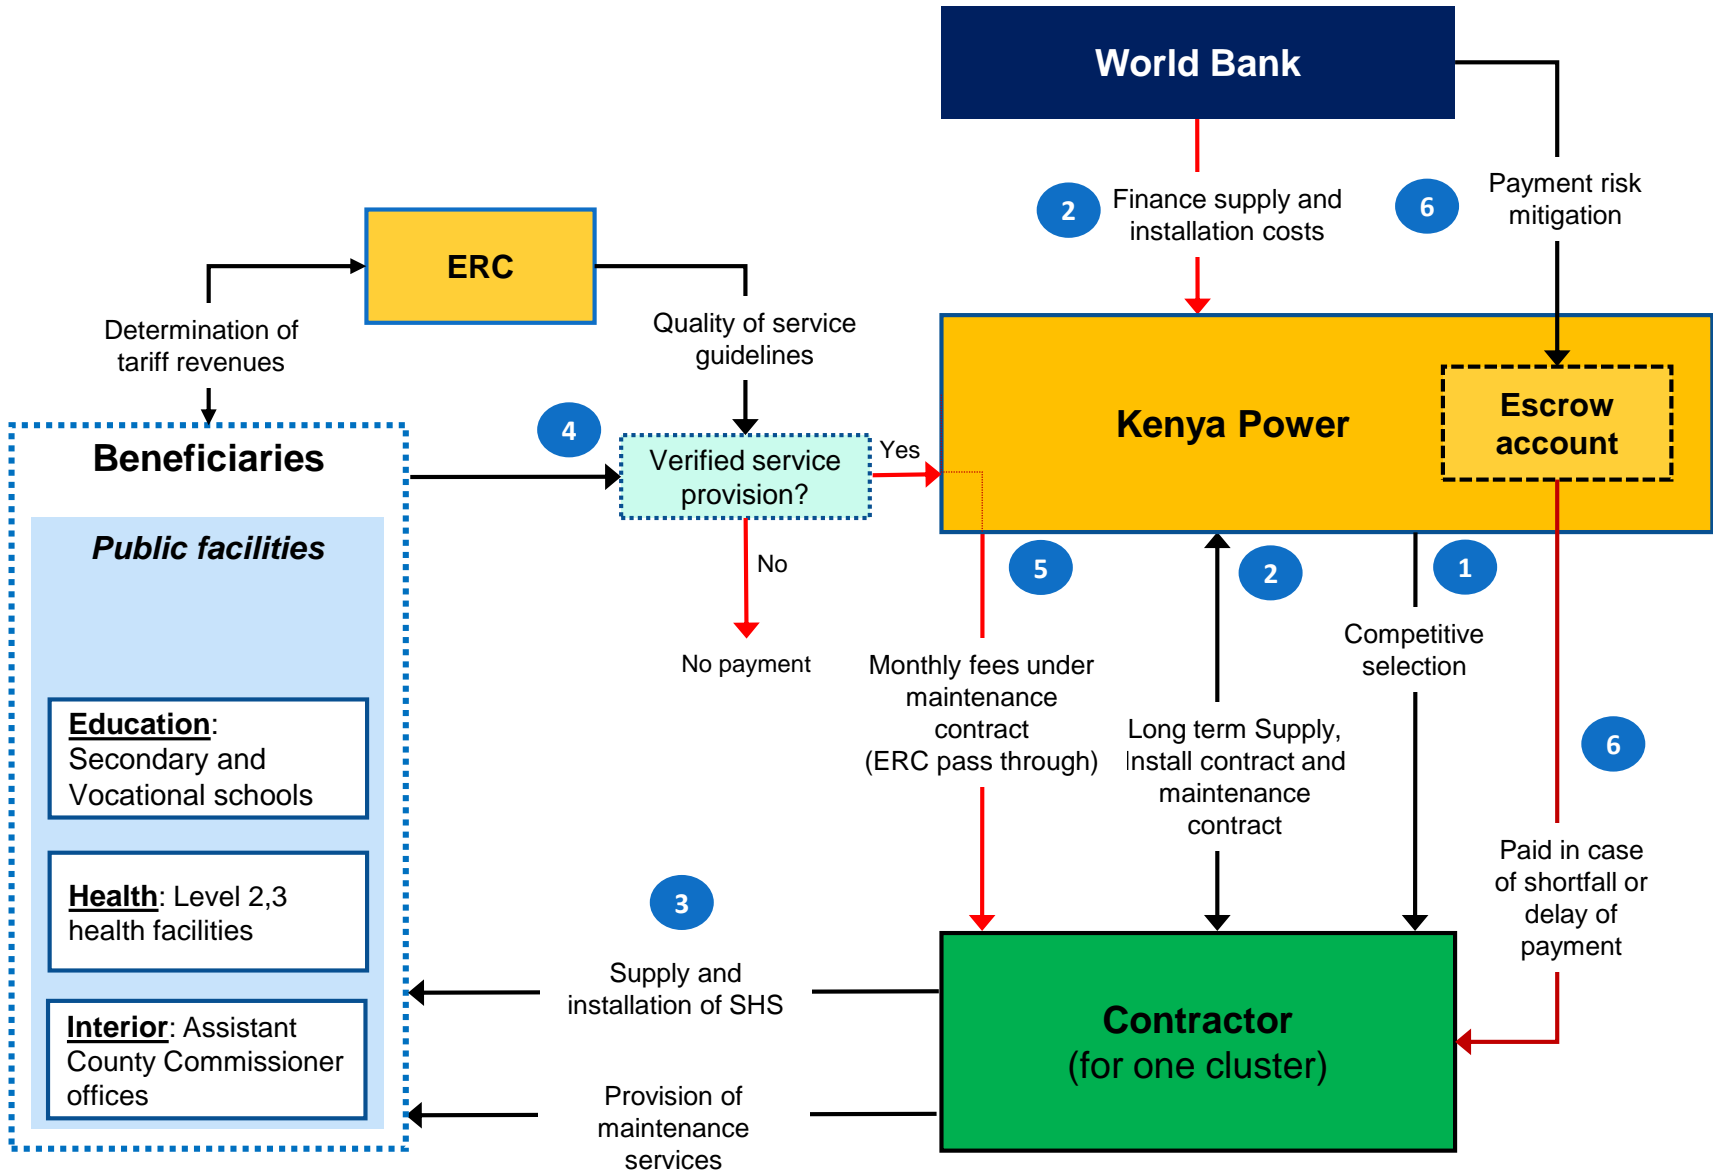 World Bank
2
Finance supply and
installation costs
6
Payment risk
mitigation
ERC
Determination of
tariff revenues
Quality of service
guidelines
Kenya Power
Escrow
account
4
Verified service
provision?
Yes
No
No payment
Beneficiaries
Public facilities
Education:
Secondary and
Vocational schools
Health: Level 2,3
health facilities
Interior: Assistant
County Commissioner
offices
5
Monthly fees under
maintenance
contract
(ERC pass through)
2
Long term Supply,
Install contract and
maintenance
contract
1
Competitive
selection
6
Paid in case
of shortfall or
delay of
payment
3
Supply and
installation of SHS
Provision of
maintenance
services
Contractor
(for one cluster)